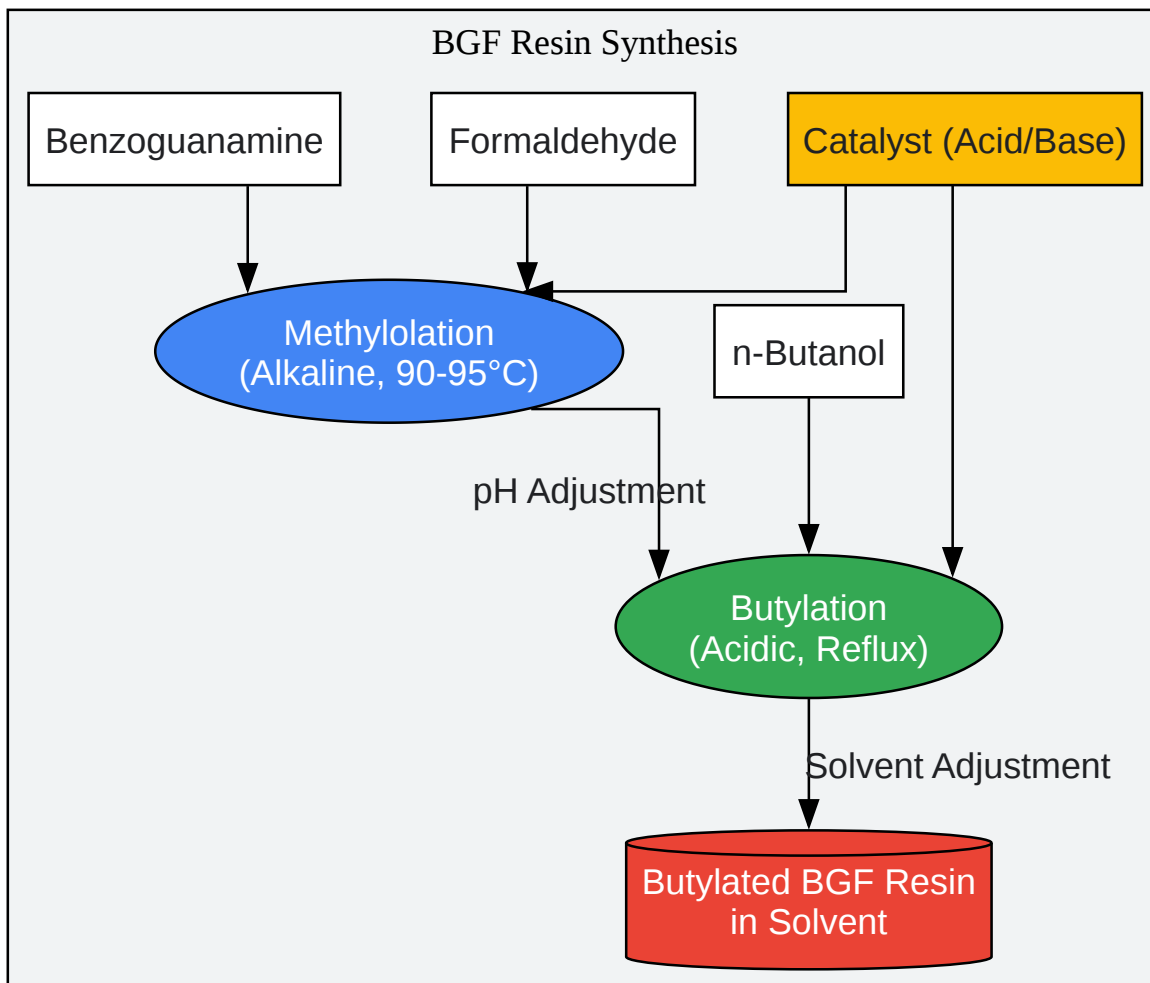 BGF Resin Synthesis
Benzoguanamine
Formaldehyde
Catalyst (Acid/Base)
Methylolation
(Alkaline, 90-95°C)
n-Butanol
pH Adjustment
Butylation
(Acidic, Reflux)
Solvent Adjustment
Butylated BGF Resin
in Solvent